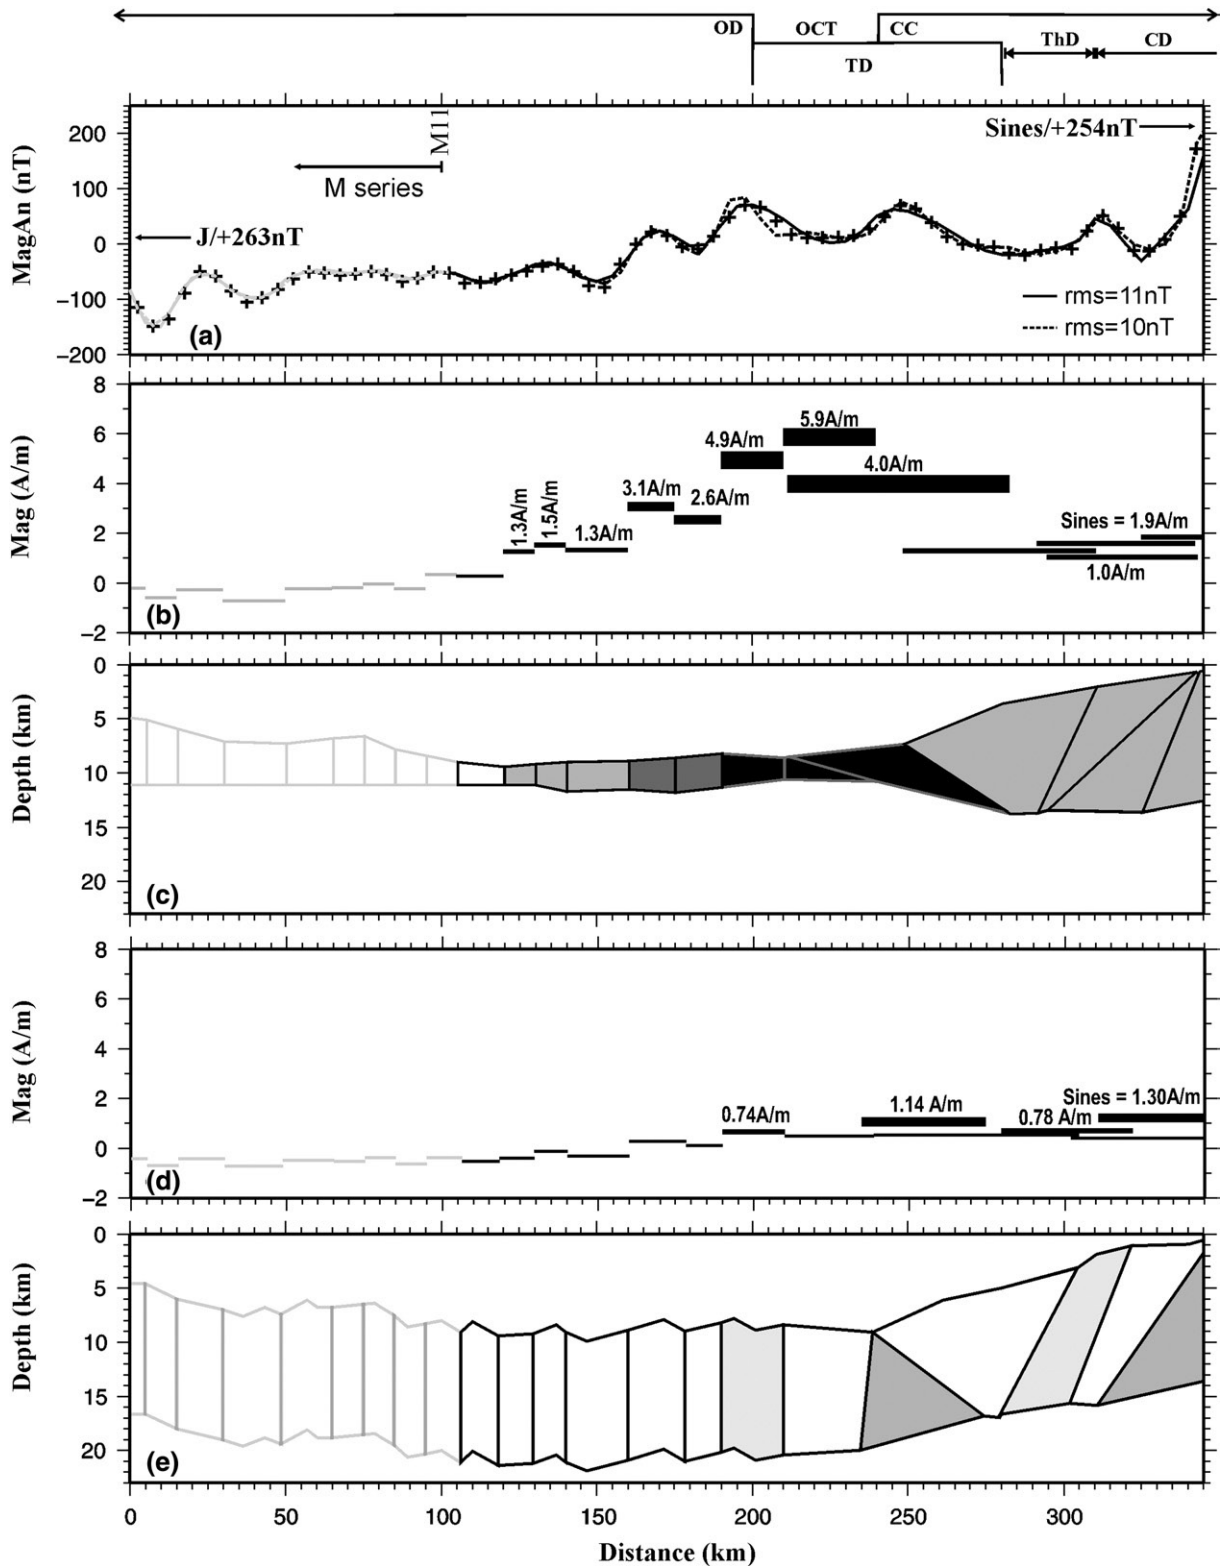 OD OCT CC ThD CD
TD
MagAn (nT)
200
100
0
−100
−200
M11
M series
J/+263nT
Sines/+254nT
rms=11nT
rms=10nT
(a)
Mag (A/m)
8
6
4
2
0
−2
1.3A/m
1.5A/m
1.3A/m
3.1A/m
2.6A/m
4.9A/m
5.9A/m
4.0A/m
Sines = 1.9A/m
1.0A/m
(b)
Depth (km)
0
5
10
15
20
(c)
Mag (A/m)
8
6
4
2
0
−2
0.74A/m
1.14 A/m
0.78 A/m
Sines = 1.30A/m
(d)
Depth (km)
0
5
10
15
20
(e)
0 50 100 150 200 250 300
Distance (km)